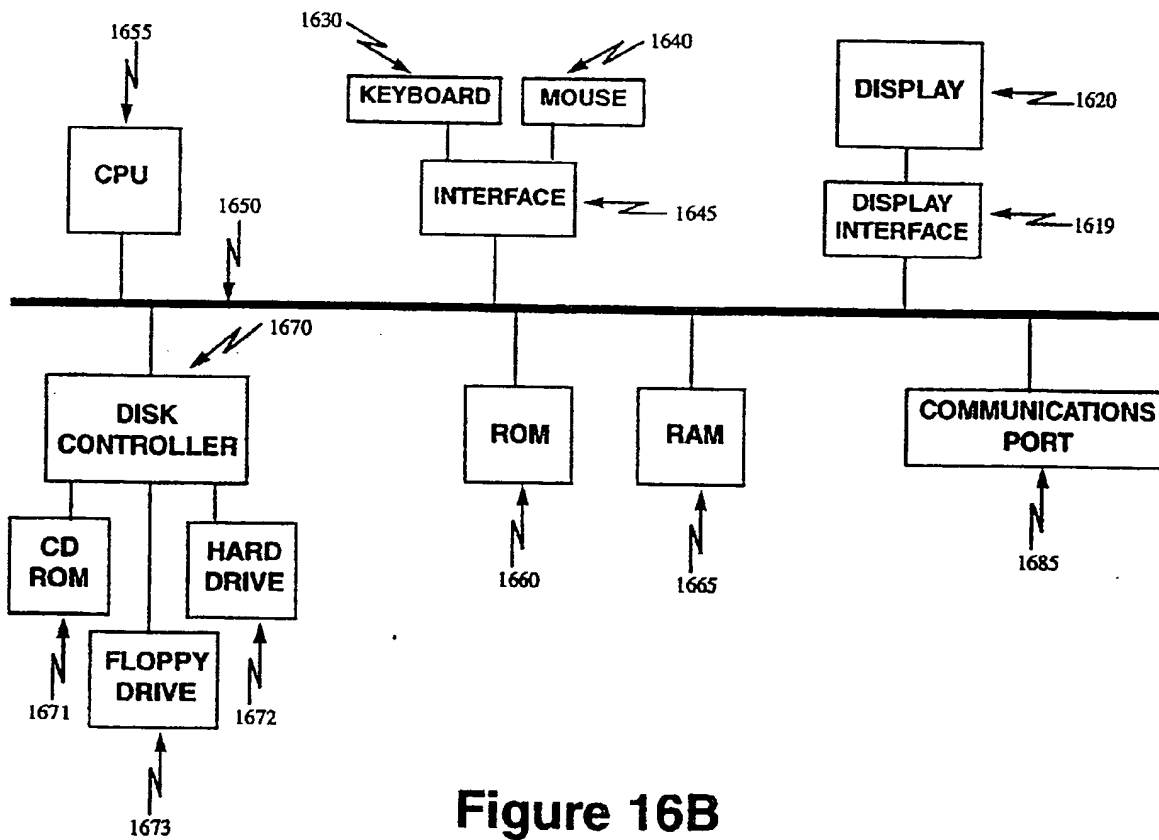 1655
1630
1640
KEYBOARD
MOUSE
DISPLAY
1620
CPU
INTERFACE
1645
1650
DISPLAY
INTERFACE
1619
1670
DISK
CONTROLLER
ROM
RAM
COMMUNICATIONS
PORT
CD
ROM
HARD
DRIVE
1660
1665
1685
FLOPPY
DRIVE
1671
1672
1673
Figure 16B